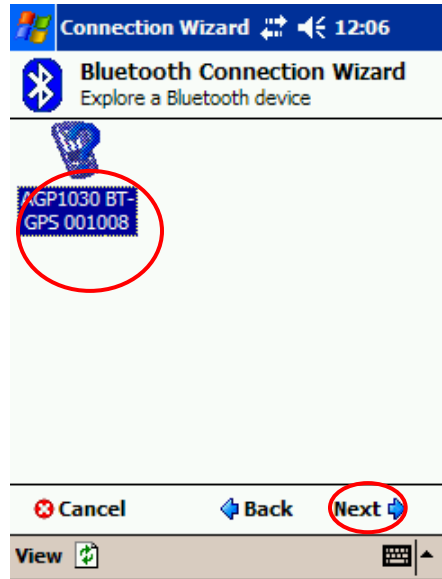 Connection Wizard 12:06
Bluetooth Connection Wizard
Explore a Bluetooth device
AGP1030 BT-
GPS 001008
Cancel Back Next
View